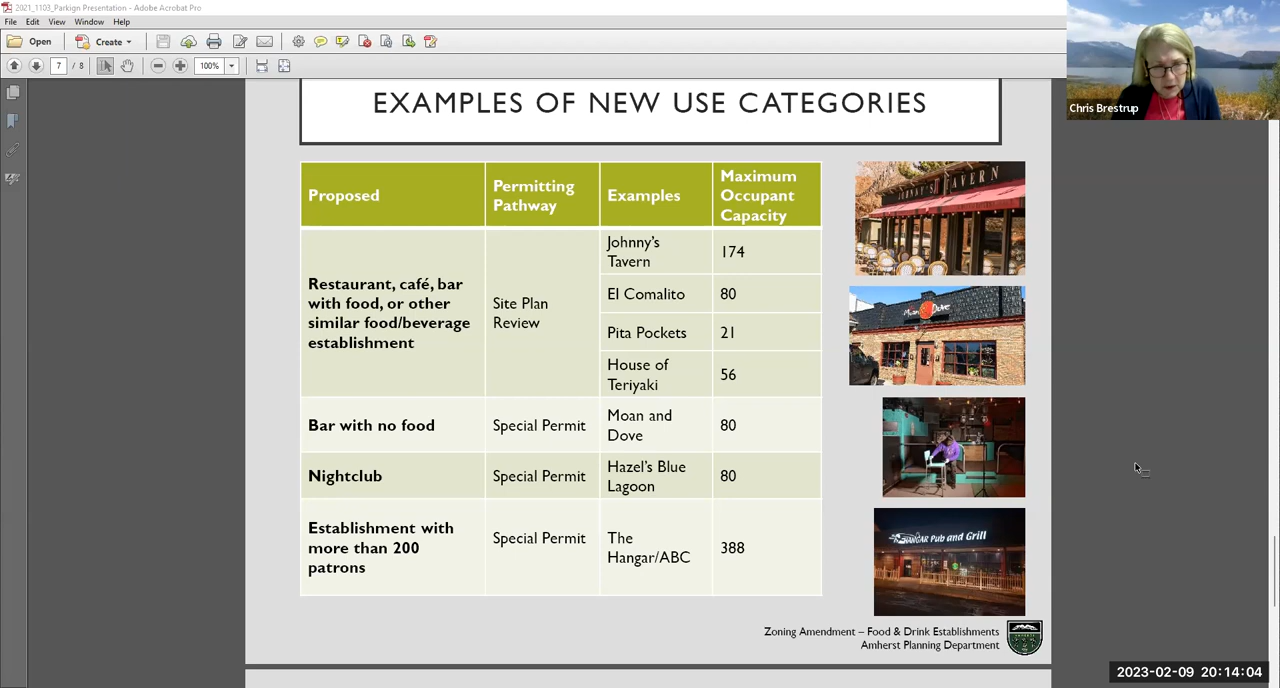 2021_1103_Parkign Presentation - Adobe Acrobat Pro
File Edit View Window Help
Open Create
7 / 8 100%
Chris Brestrup
EXAMPLES OF NEW USE CATEGORIES
Proposed
Permitting
Pathway
Examples
Maximum
Occupant
Capacity
Restaurant, café, bar
with food, or other
similar food/beverage
establishment
Site Plan
Review
Johnny's
Tavern
174
El Comalito
80
Pita Pockets
21
House of
Teriyaki
56
Bar with no food
Special Permit
Moan and
Dove
80
Nightclub
Special Permit
Hazel's Blue
Lagoon
80
Establishment with
more than 200
patrons
Special Permit
The
Hangar/ABC
388
JOHNNY'S TAVERN
Moan Dove
HANGAR Pub and Grill
Zoning Amendment – Food & Drink Establishments
Amherst Planning Department
2023-02-09 20:14:04